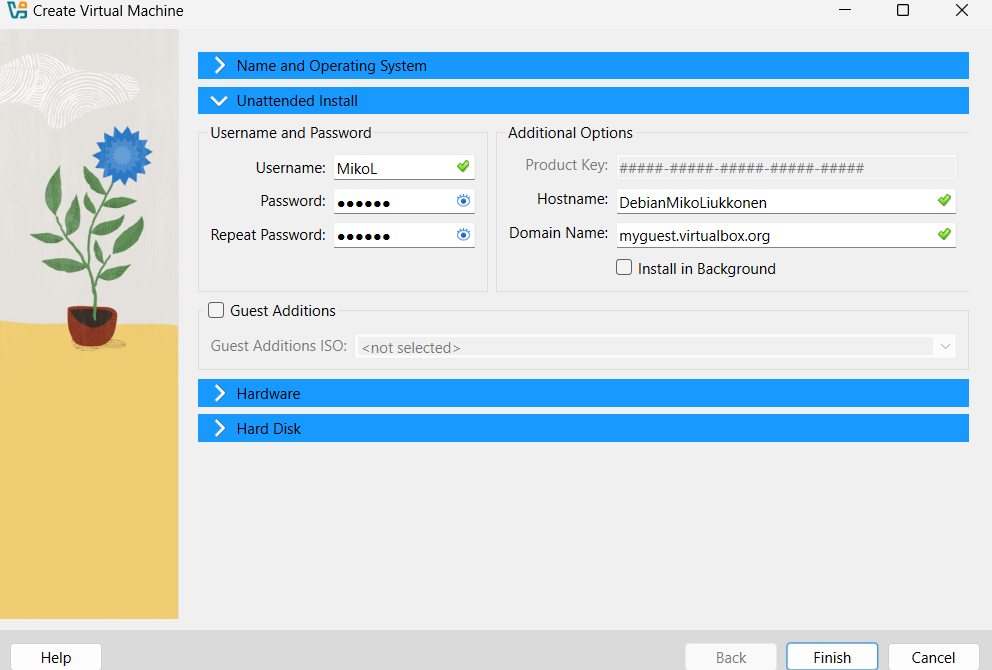 Create Virtual Machine
Name and Operating System
Unattended Install
Username and Password
Username: MikoL
Password: ●●●●●●
Repeat Password: ●●●●●●
Additional Options
Product Key: #####-#####-#####-#####-#####
Hostname: DebianMikoLiukkonen
Domain Name: myguest.virtualbox.org
Install in Background
Guest Additions
Guest Additions ISO: <not selected>
Hardware
Hard Disk
Help Back Finish Cancel